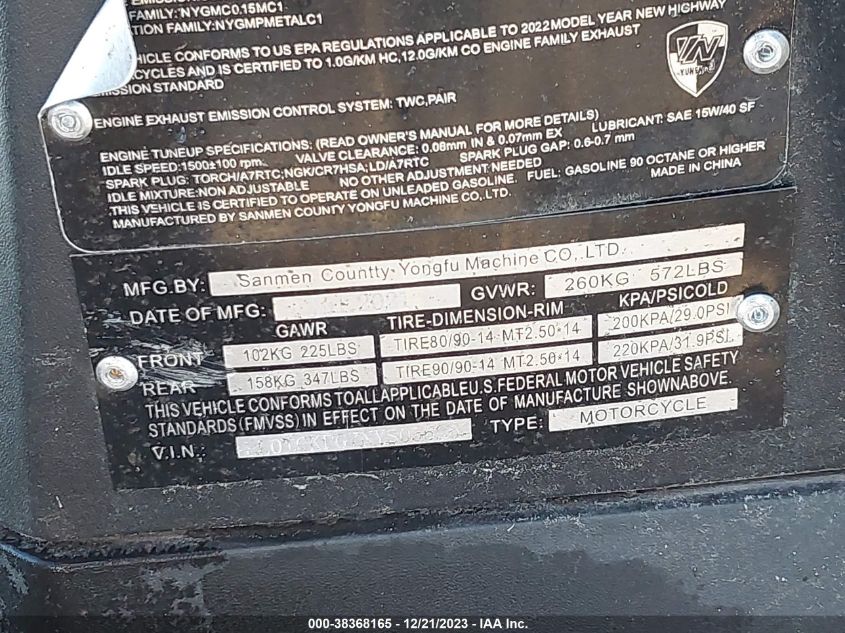 FAMILY: NYGMC0.15MC1
TION FAMILY:NYGMPMETALC1
HICLE CONFORMS TO US EPA REGULATIONS APPLICABLE TO 2022 MODEL YEAR NEW HIGHWAY
CYCLES AND IS CERTIFIED TO 1.0G/KM HC,12.0G/KM CO ENGINE FAMILY EXHAUST
MISSION STANDARD
ENGINE EXHAUST EMISSION CONTROL SYSTEM: TWC,PAIR
ENGINE TUNEUP SPECIFICATIONS: (READ OWNER'S MANUAL FOR MORE DETAILS)
IDLE SPEED:1500±100 rpm VALVE CLEARANCE: 0.06mm IN & 0.07mm EX LUBRICANT: SAE 15W/40 SF
SPARK PLUG: TORCH/A7RTC;NGK/CR7HSA;LD/A7RTC SPARK PLUG GAP: 0.6-0.7 mm
IDLE MIXTURE:NON ADJUSTABLE NO OTHER ADJUSTMENT NEEDED
THIS VEHICLE IS CERTIFIED TO OPERATE ON UNLEADED GASOLINE. FUEL: GASOLINE 90 OCTANE OR HIGHER
MANUFACTURED BY SANMEN COUNTY YONGFU MACHINE CO.,LTD. MADE IN CHINA
MFG.BY: Sanmen Countty Yongfu Machine CO.,LTD.
DATE OF MFG: GVWR: 260KG 572LBS
GAWR TIRE-DIMENSION-RIM KPA/PSICOLD
FRONT 102KG 225LBS TIRE80/90-14 MT2.50*14 200KPA/29.0PSI
REAR 158KG 347LBS TIRE90/90-14 MT2.50*14 220KPA/31.9PSI
THIS VEHICLE CONFORMS TOALLAPPLICABLEU.S.FEDERAL MOTOR VEHICLE SAFETY
STANDARDS (FMVSS) IN EFFECT ON THE DATE OF MANUFACTURE SHOWNABOVE.
V.I.N.: TYPE: MOTORCYCLE
000-38368165 - 12/21/2023 - IAA Inc.